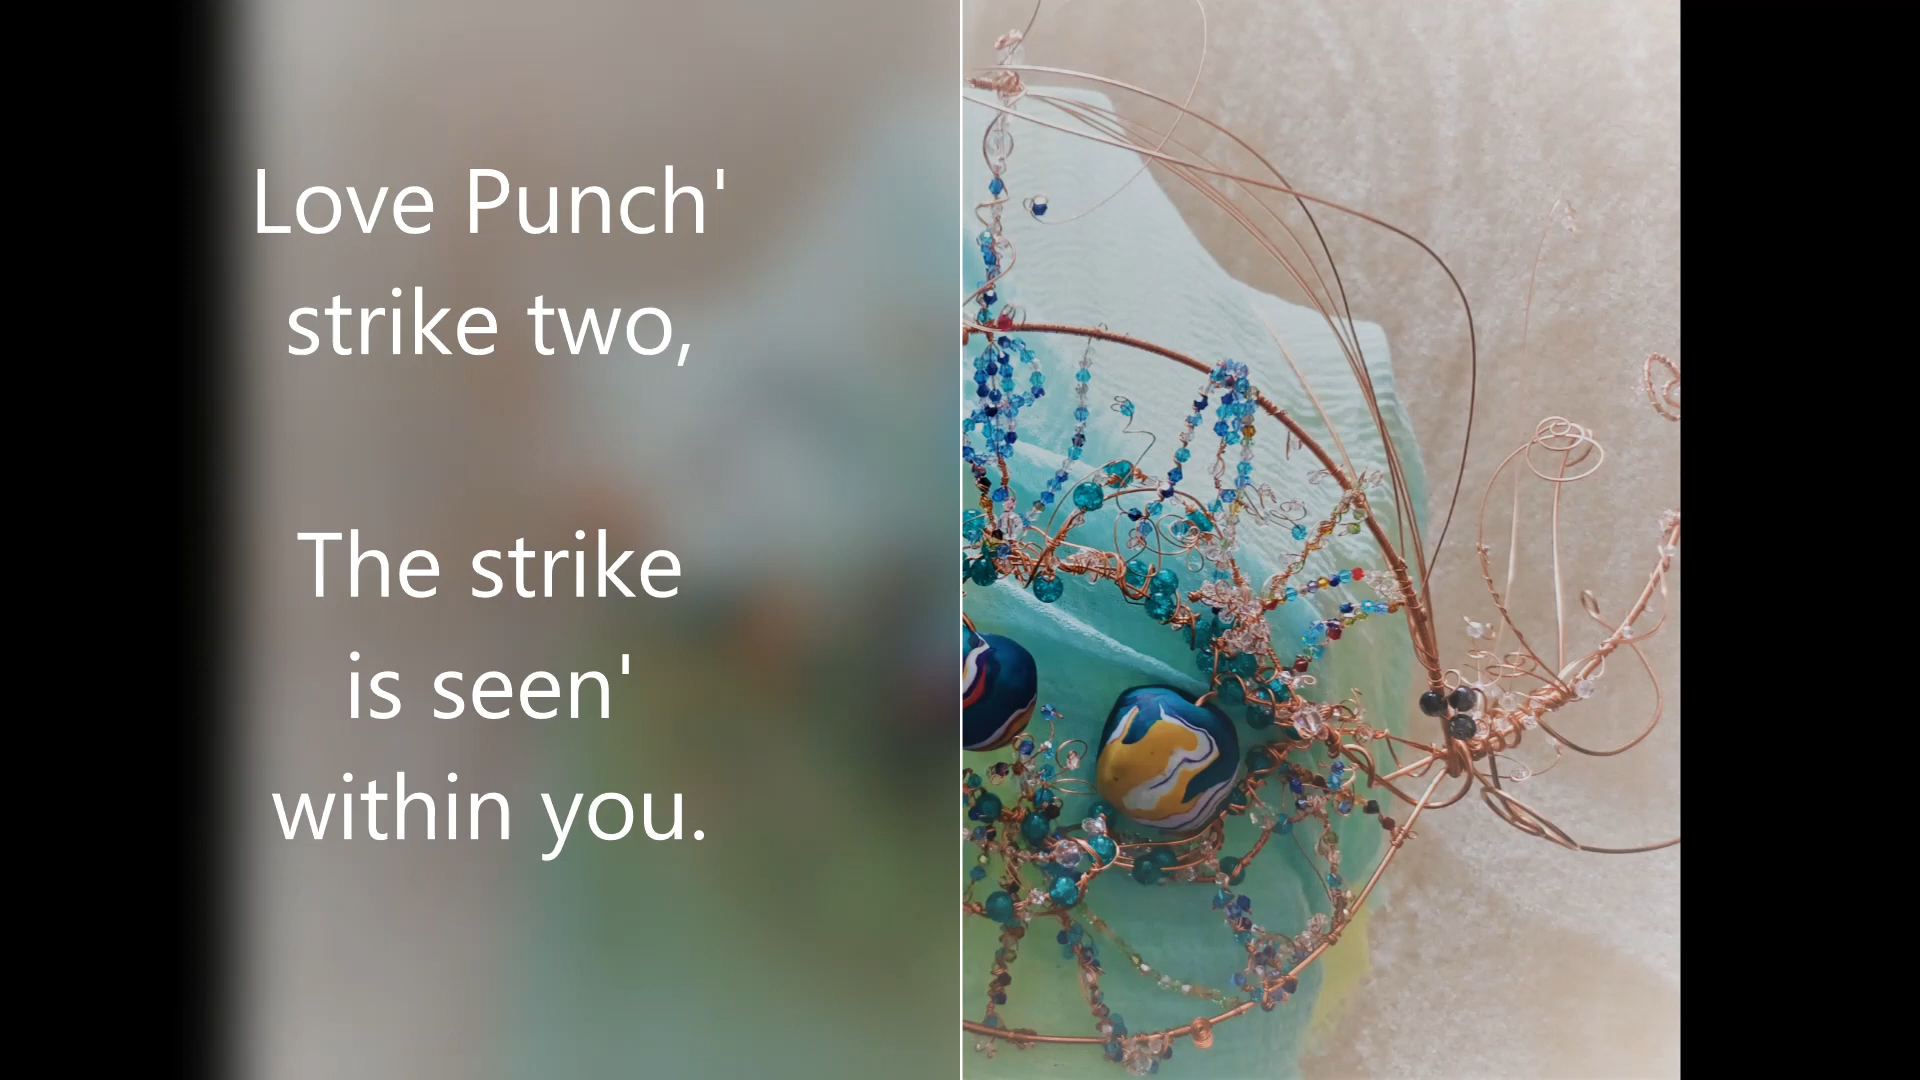 Love Punch'
strike two,
The strike
is seen'
within you.